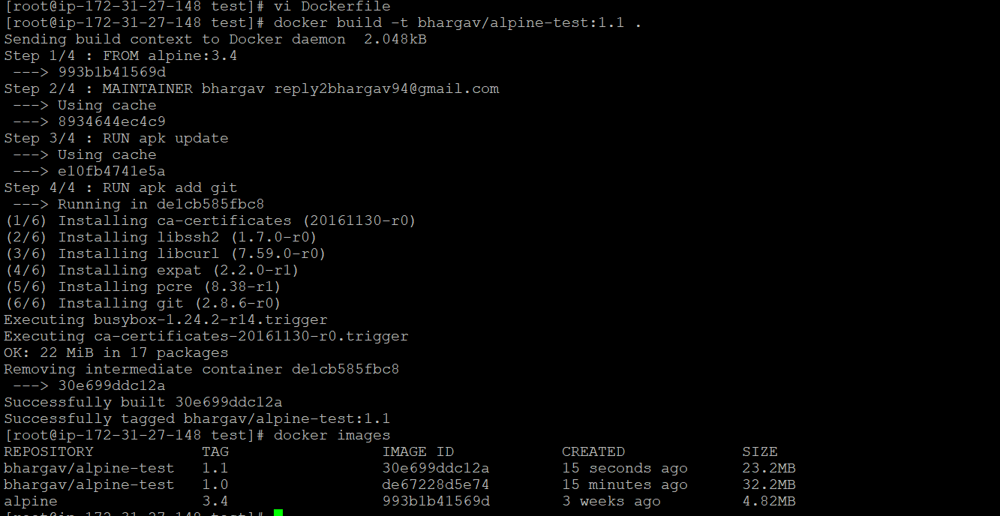 [root@ip-172-31-27-148 test]# vi Dockerfile
[root@ip-172-31-27-148 test]# docker build -t bhargav/alpine-test:1.1 .
Sending build context to Docker daemon  2.048kB
Step 1/4 : FROM alpine:3.4
 ---> 993b1b41569d
Step 2/4 : MAINTAINER bhargav reply2bhargav94@gmail.com
 ---> Using cache
 ---> 8934644ec4c9
Step 3/4 : RUN apk update
 ---> Using cache
 ---> e10fb4741e5a
Step 4/4 : RUN apk add git
 ---> Running in de1cb585fbc8
(1/6) Installing ca-certificates (20161130-r0)
(2/6) Installing libssh2 (1.7.0-r0)
(3/6) Installing libcurl (7.59.0-r0)
(4/6) Installing expat (2.2.0-r1)
(5/6) Installing pcre (8.38-r1)
(6/6) Installing git (2.8.6-r0)
Executing busybox-1.24.2-r14.trigger
Executing ca-certificates-20161130-r0.trigger
OK: 22 MiB in 17 packages
Removing intermediate container de1cb585fbc8
 ---> 30e699ddc12a
Successfully built 30e699ddc12a
Successfully tagged bhargav/alpine-test:1.1
[root@ip-172-31-27-148 test]# docker images
REPOSITORY            TAG                 IMAGE ID            CREATED             SIZE
bhargav/alpine-test   1.1                 30e699ddc12a        15 seconds ago      23.2MB
bhargav/alpine-test   1.0                 de67228d5e74        15 minutes ago      32.2MB
alpine                3.4                 993b1b41569d        3 weeks ago         4.82MB
[root@ip-172-31-27-148 test]#